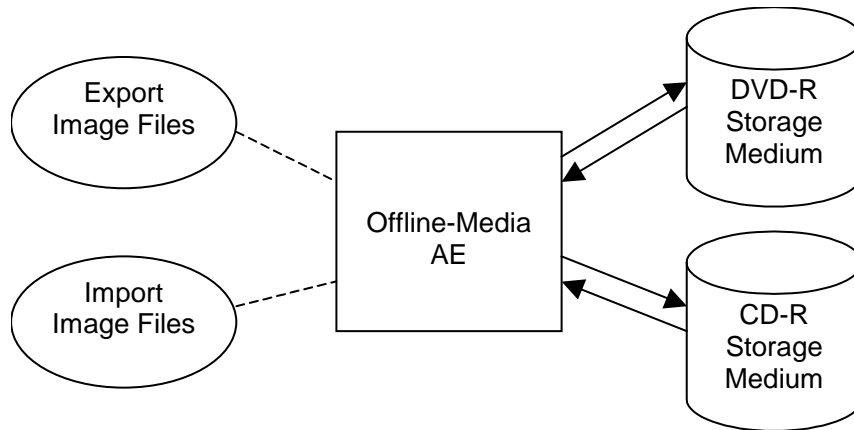 Export
Image Files
Import
Image Files
Offline-Media
AE
DVD-R
Storage
Medium
CD-R
Storage
Medium